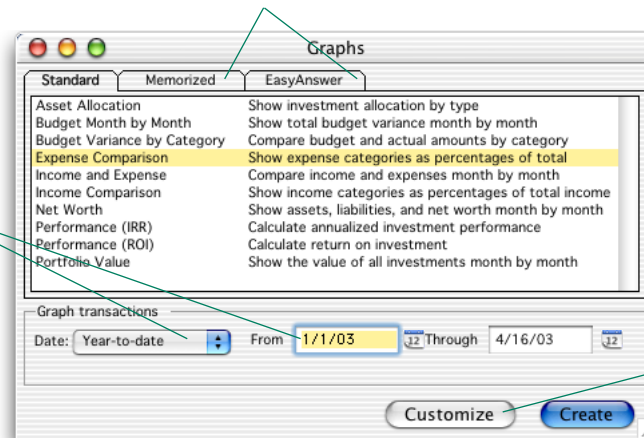 Graphs
Standard Memorized EasyAnswer
Asset Allocation Show investment allocation by type
Budget Month by Month Show total budget variance month by month
Budget Variance by Category Compare budget and actual amounts by category
Expense Comparison Show expense categories as percentages of total
Income and Expense Compare income and expenses month by month
Income Comparison Show income categories as percentages of total income
Net Worth Show assets, liabilities, and net worth month by month
Performance (IRR) Calculate annualized investment performance
Performance (ROI) Calculate return on investment
Portfolio Value Show the value of all investments month by month
Graph transactions
Date: Year-to-date From 1/1/03 12 Through 4/16/03 12
Customize Create